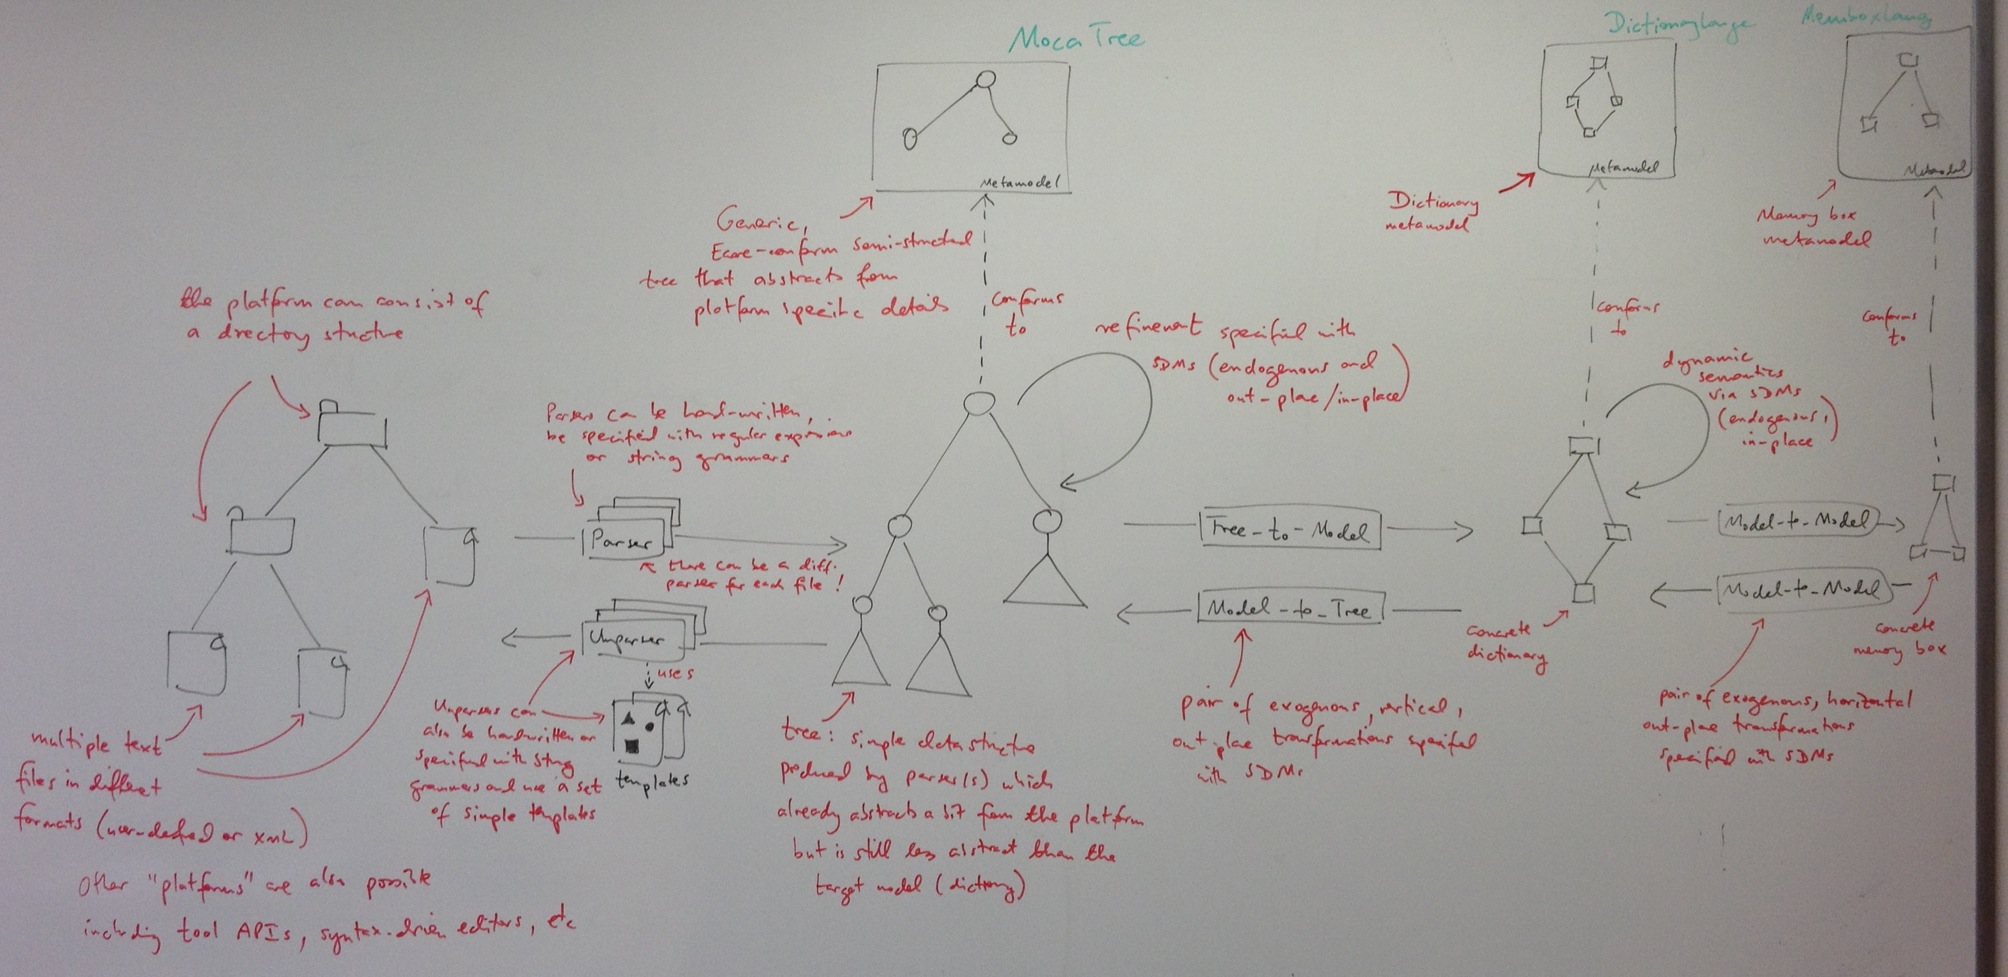 Moca Tree
Metamodel
Generic,
Ecore-conform semi-structred
tree that abstracts from
platform specific details
conforms
to
Dictionarylange
Metamodel
Dictionary
metamodel
conforms
to
Memboxlang
Metamodel
Memory box
metamodel
conforms
to
the platform can consist of
a directory structure
Parsers can be hand-written,
be specified with regular expressions
or string grammars
Parser
there can be a diff.
parser for each file!
Unparser
uses
templates
Unparsers can
also be handwritten or
specified with string
grammars and use a set
of simple templates
multiple text
files in different
formats (user-defined or XML)
Other "platforms" are also possible
including tool APIs, syntax-driven editors, etc
refinement specified with
SDMs (endogenous and
out-place/in-place)
tree: simple data structure
produced by parser(s) which
already abstracts a bit from the platform
but is still less abstract than the
target model (dictionary)
Tree-to-Model
Model-to-Tree
pair of exogenous, vertical,
out place transformations specified
with SDMs
dynamic
semantics
via SDMs
(endogenous,
in-place)
concrete
dictionary
Model-to-Model
Model-to-Model
concrete
memory box
pair of exogenous, horizontal
out-place transformations
specified with SDMs